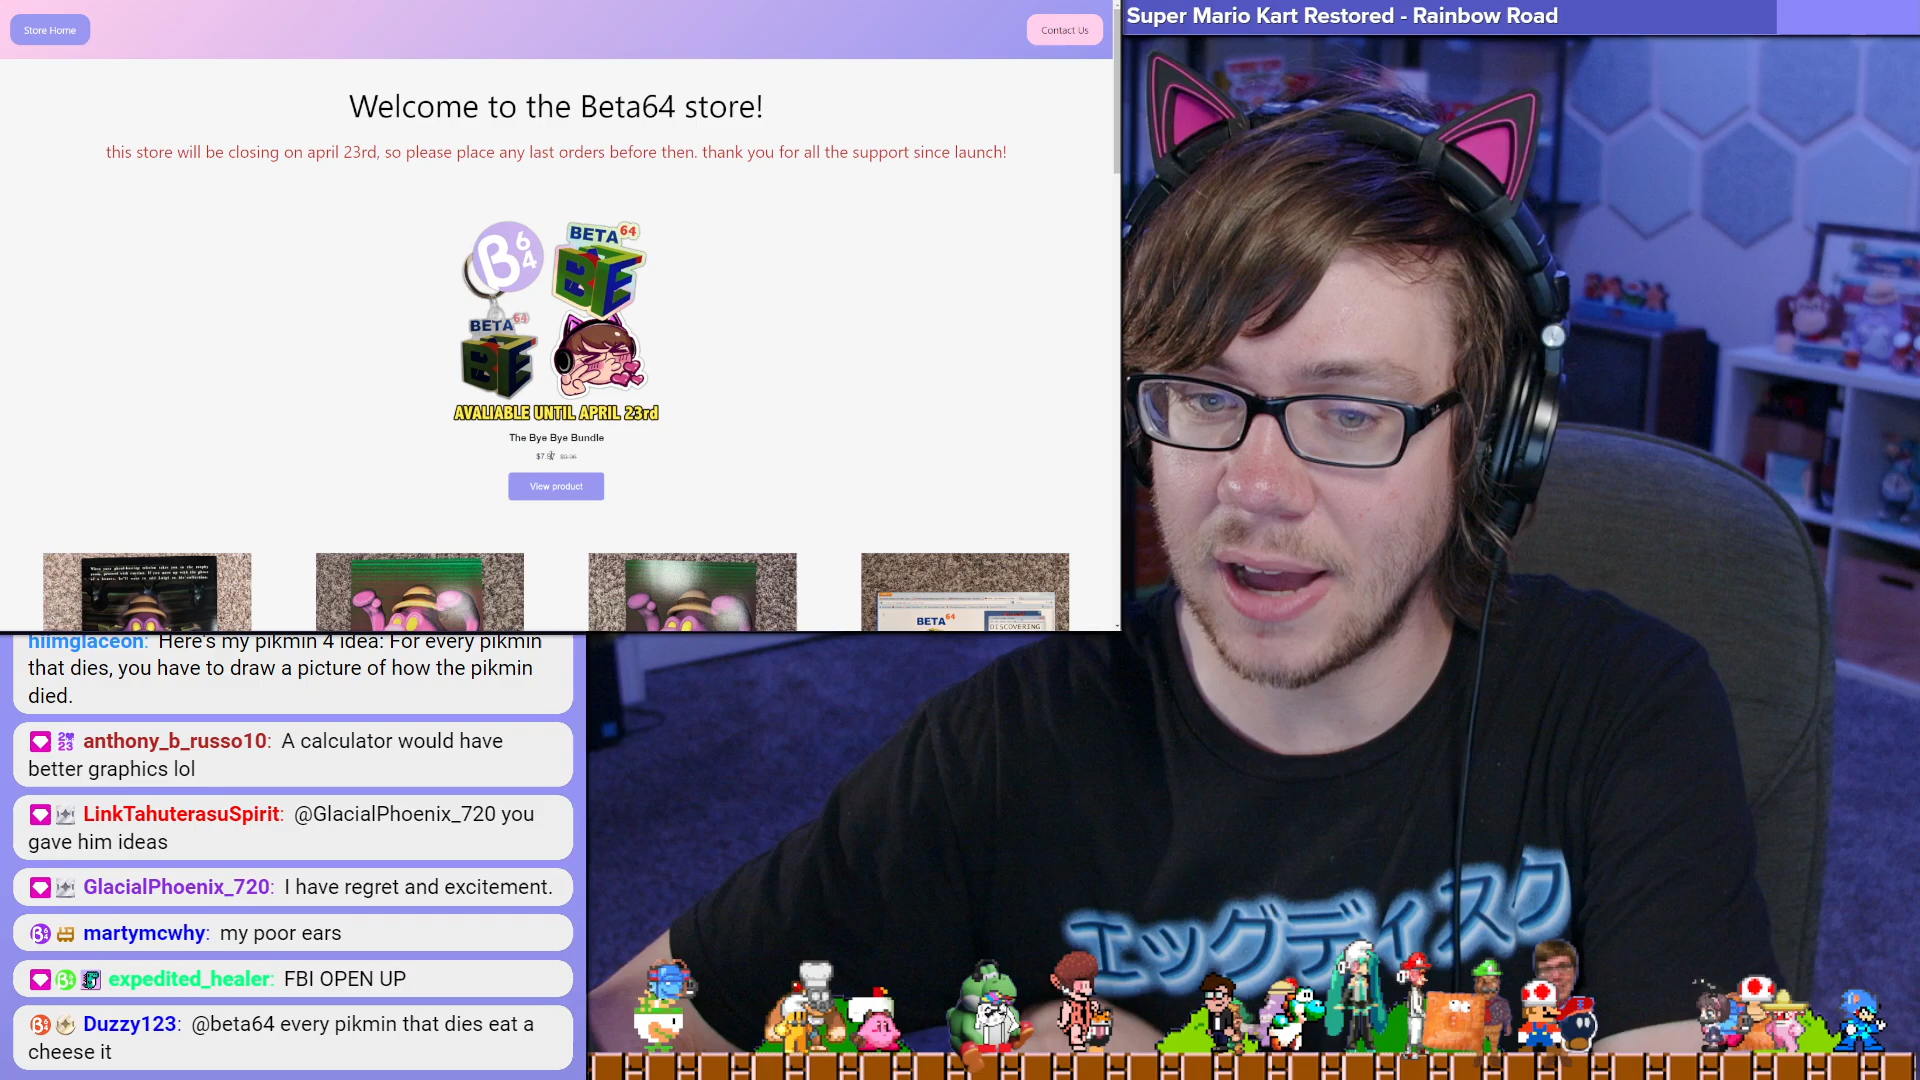 Store Home
Contact Us
Super Mario Kart Restored - Rainbow Road
Welcome to the Beta64 store!
this store will be closing on april 23rd, so please place any last orders before then. thank you for all the support since launch!
B64
BETA 64
BETA 64
AVALIABLE UNTIL APRIL 23rd
The Bye Bye Bundle
View product
BETA 64
DISCOVERING
hiimglaceon: Here's my pikmin 4 idea: For every pikmin
that dies, you have to draw a picture of how the pikmin
died.
anthony_b_russo10: A calculator would have
better graphics lol
LinkTahuterasuSpirit: @GlacialPhoenix_720 you
gave him ideas
GlacialPhoenix_720: I have regret and excitement.
martymcwhy: my poor ears
expedited_healer: FBI OPEN UP
Duzzy123: @beta64 every pikmin that dies eat a
cheese it
エッグディスク